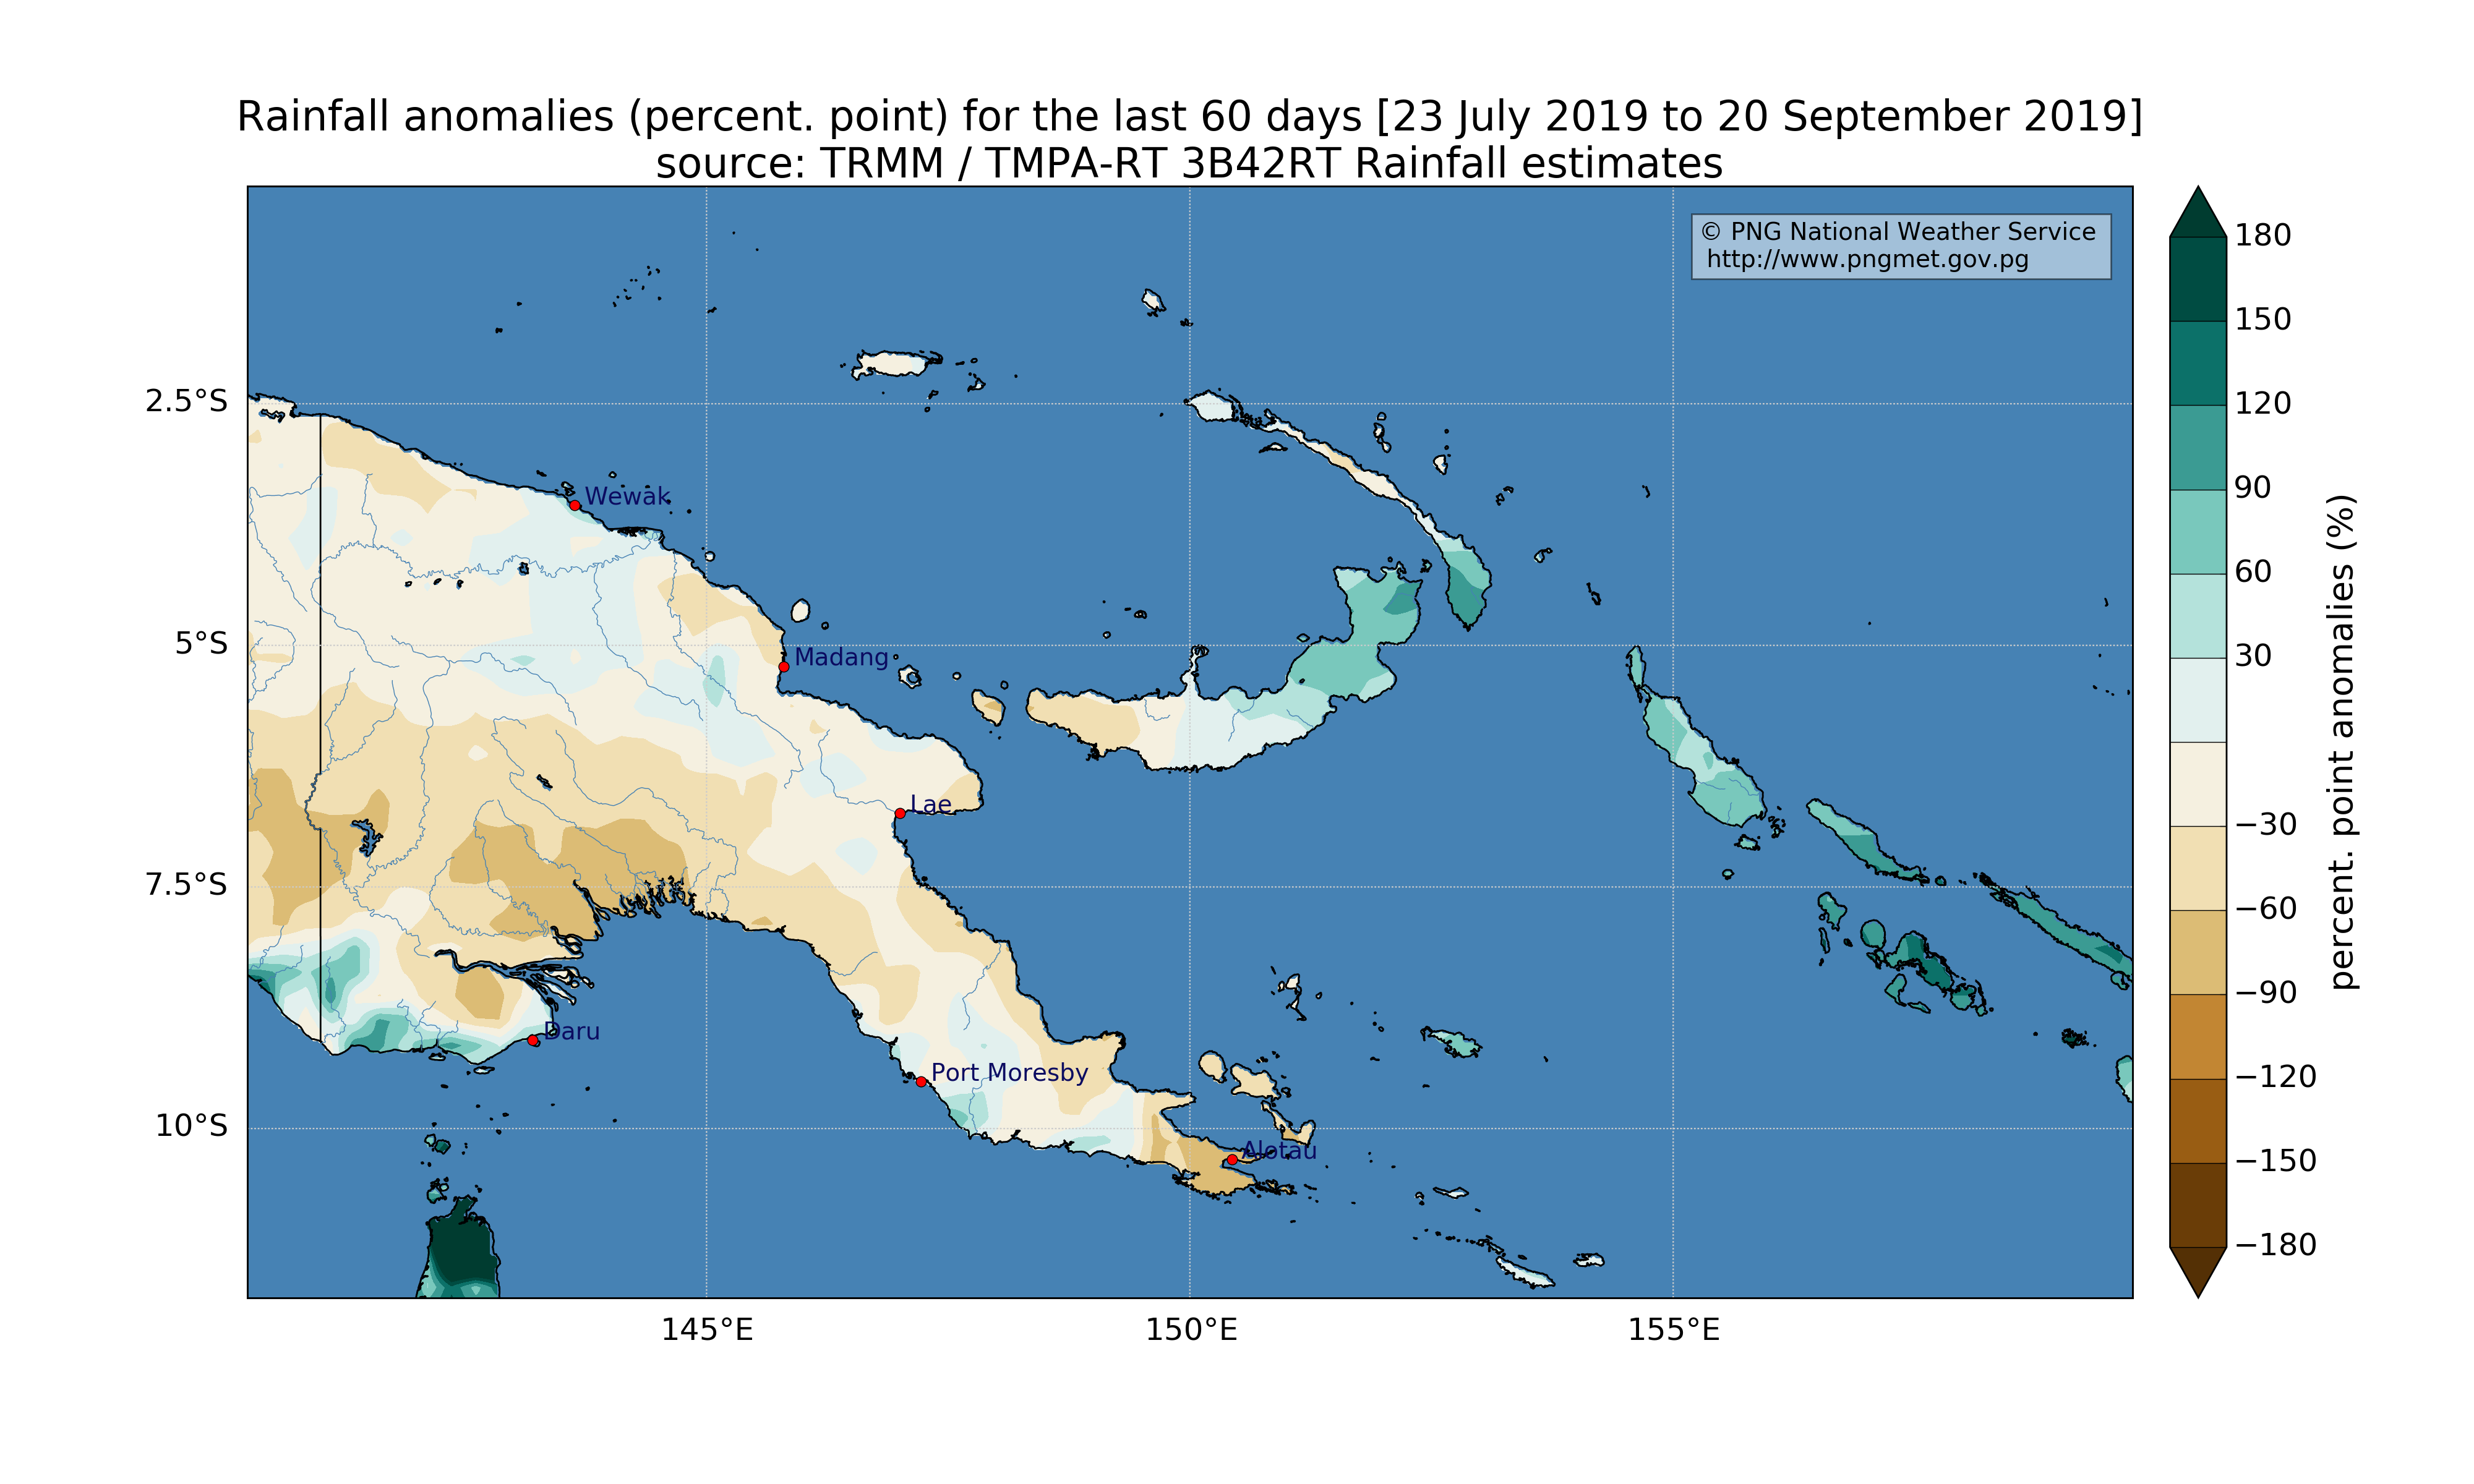 Rainfall anomalies (percent. point) for the last 60 days [23 July 2019 to 20 September 2019]
source: TRMM / TMPA-RT 3B42RT Rainfall estimates
© PNG National Weather Service
http://www.pngmet.gov.pg
2.5°S
5°S
7.5°S
10°S
Wewak
Madang
Lae
Daru
Port Moresby
Alotau
145°E
150°E
155°E
180
150
120
90
60
30
−30
−60
−90
−120
−150
−180
percent. point anomalies (%)